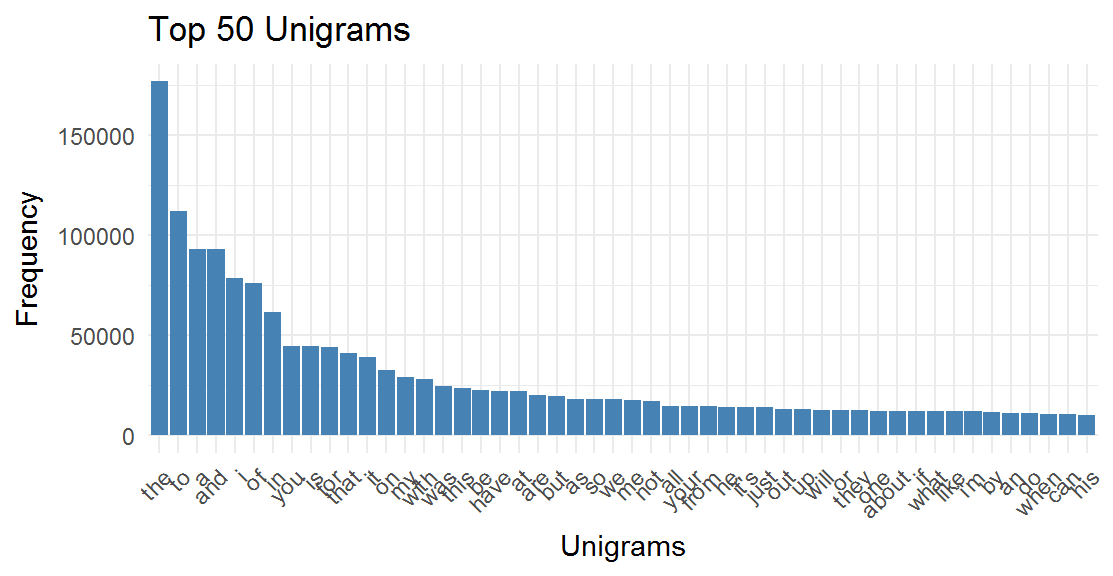 Top 50 Unigrams
Frequency
150000
100000
50000
0
the to a and i of in you is for that it on my with was this be have at are but as so we me not all your from he it's just out up will or they one about if what like i'm by an do when can his
Unigrams